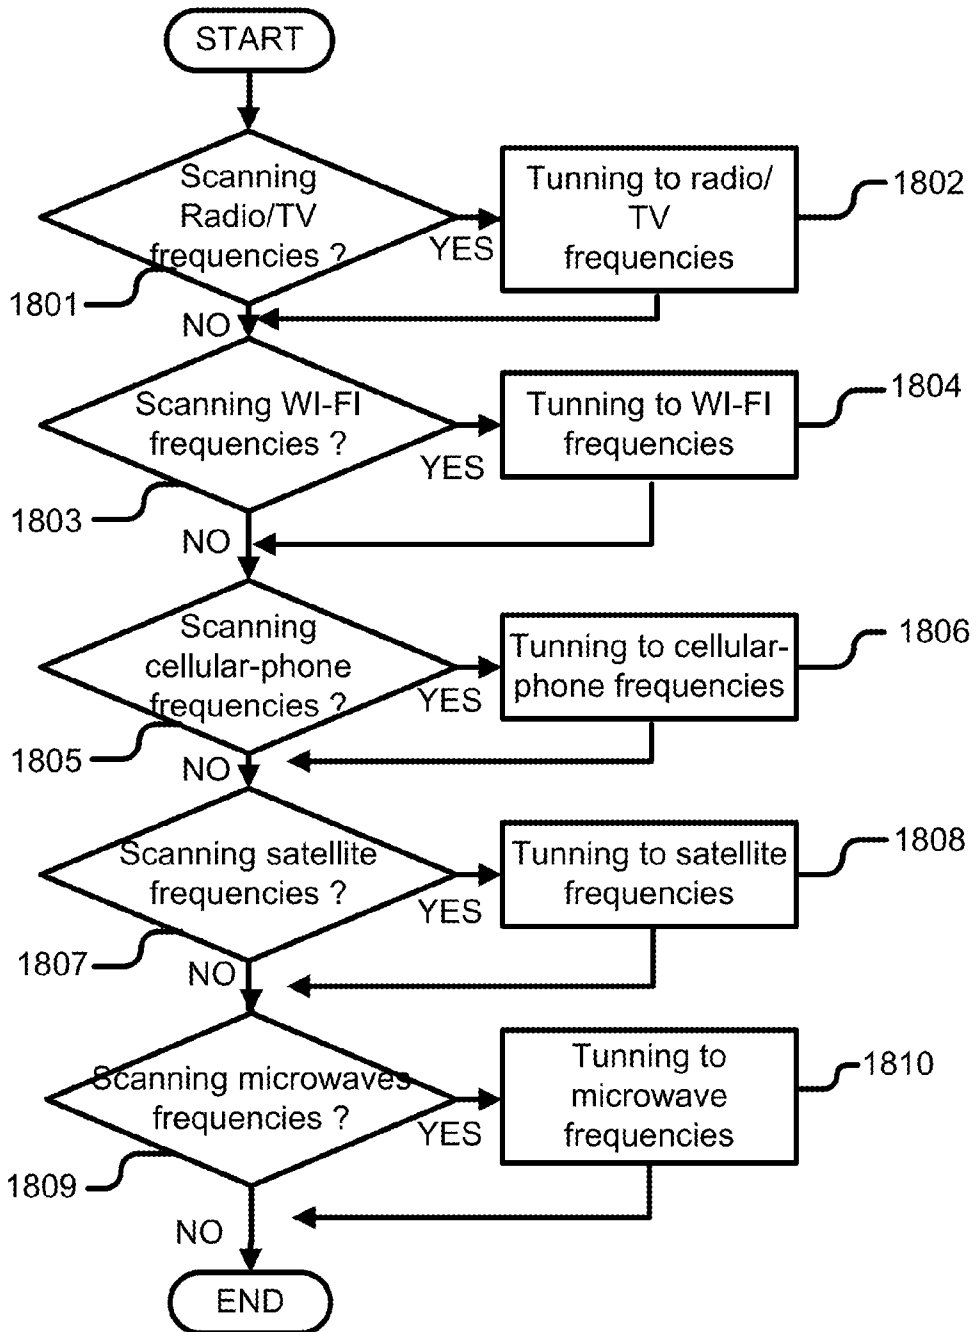 START
Scanning
Radio/TV
frequencies ?
1801
YES
Tunning to radio/
TV
frequencies
1802
NO
Scanning WI-FI
frequencies ?
1803
YES
Tunning to WI-FI
frequencies
1804
NO
Scanning
cellular-phone
frequencies ?
1805
YES
Tunning to cellular-
phone frequencies
1806
NO
Scanning satellite
frequencies ?
1807
YES
Tunning to satellite
frequencies
1808
NO
Scanning microwaves
frequencies ?
1809
YES
Tunning to
microwave
frequencies
1810
NO
END